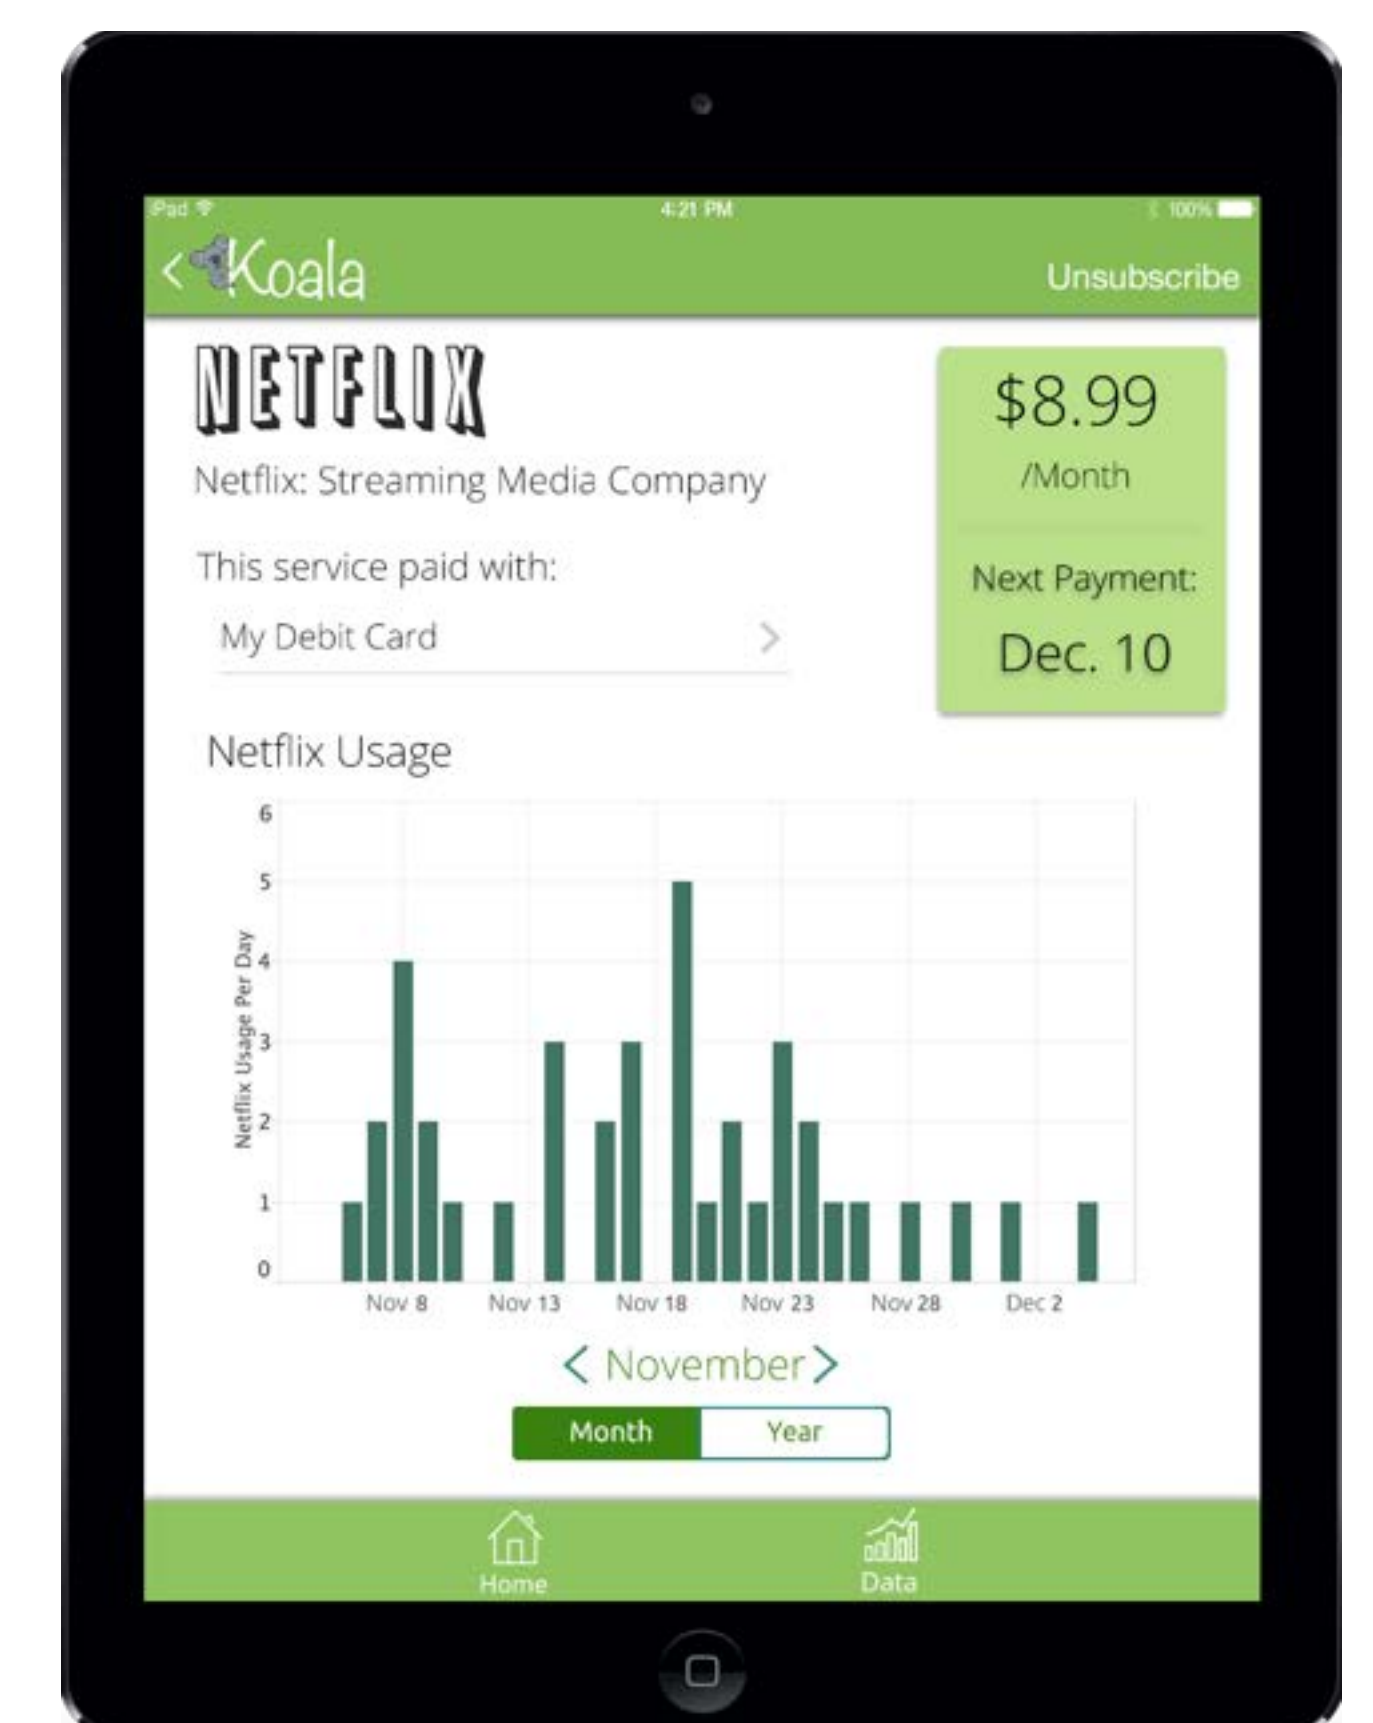 iPad 4:21 PM 100%
Koala Unsubscribe
NETFLIX
Netflix: Streaming Media Company
This service paid with:
My Debit Card
$8.99
/Month
Next Payment:
Dec. 10
Netflix Usage
Netflix Usage Per Day
6
5
4
3
2
1
0
Nov 8 Nov 13 Nov 18 Nov 23 Nov 28 Dec 2
< November >
Month Year
Home Data